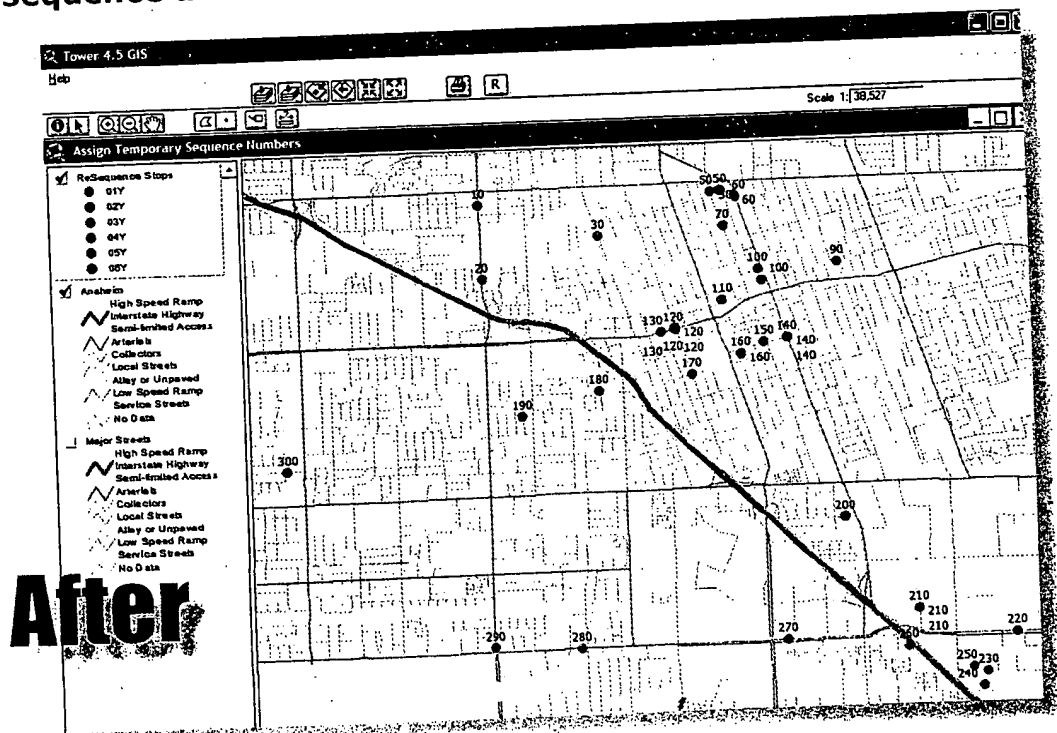 Sequence
Tower 4.5 GIS
Help
R
Scale 1: 38,527
Assign Temporary Sequence Numbers
ReSequence Stops
01Y
02Y
03Y
04Y
05Y
06Y
Anaheim
High Speed Ramp
Interstate Highway
Semi-limited Access
Arterials
Collectors
Local Streets
Alley or Unpaved
Low Speed Ramp
Service Streets
No Data
Major Streets
High Speed Ramp
Interstate Highway
Semi-limited Access
Arterials
Collectors
Local Streets
Alley or Unpaved
Low Speed Ramp
Service Streets
No Data
After
10
50 50 60
60
70
30
90
20
100
100
110
130 120
120
150 140
140
160
160
140
130 120 120
170
180
190
300
200
210
210
210
220
270
260
290
280
250 230
240